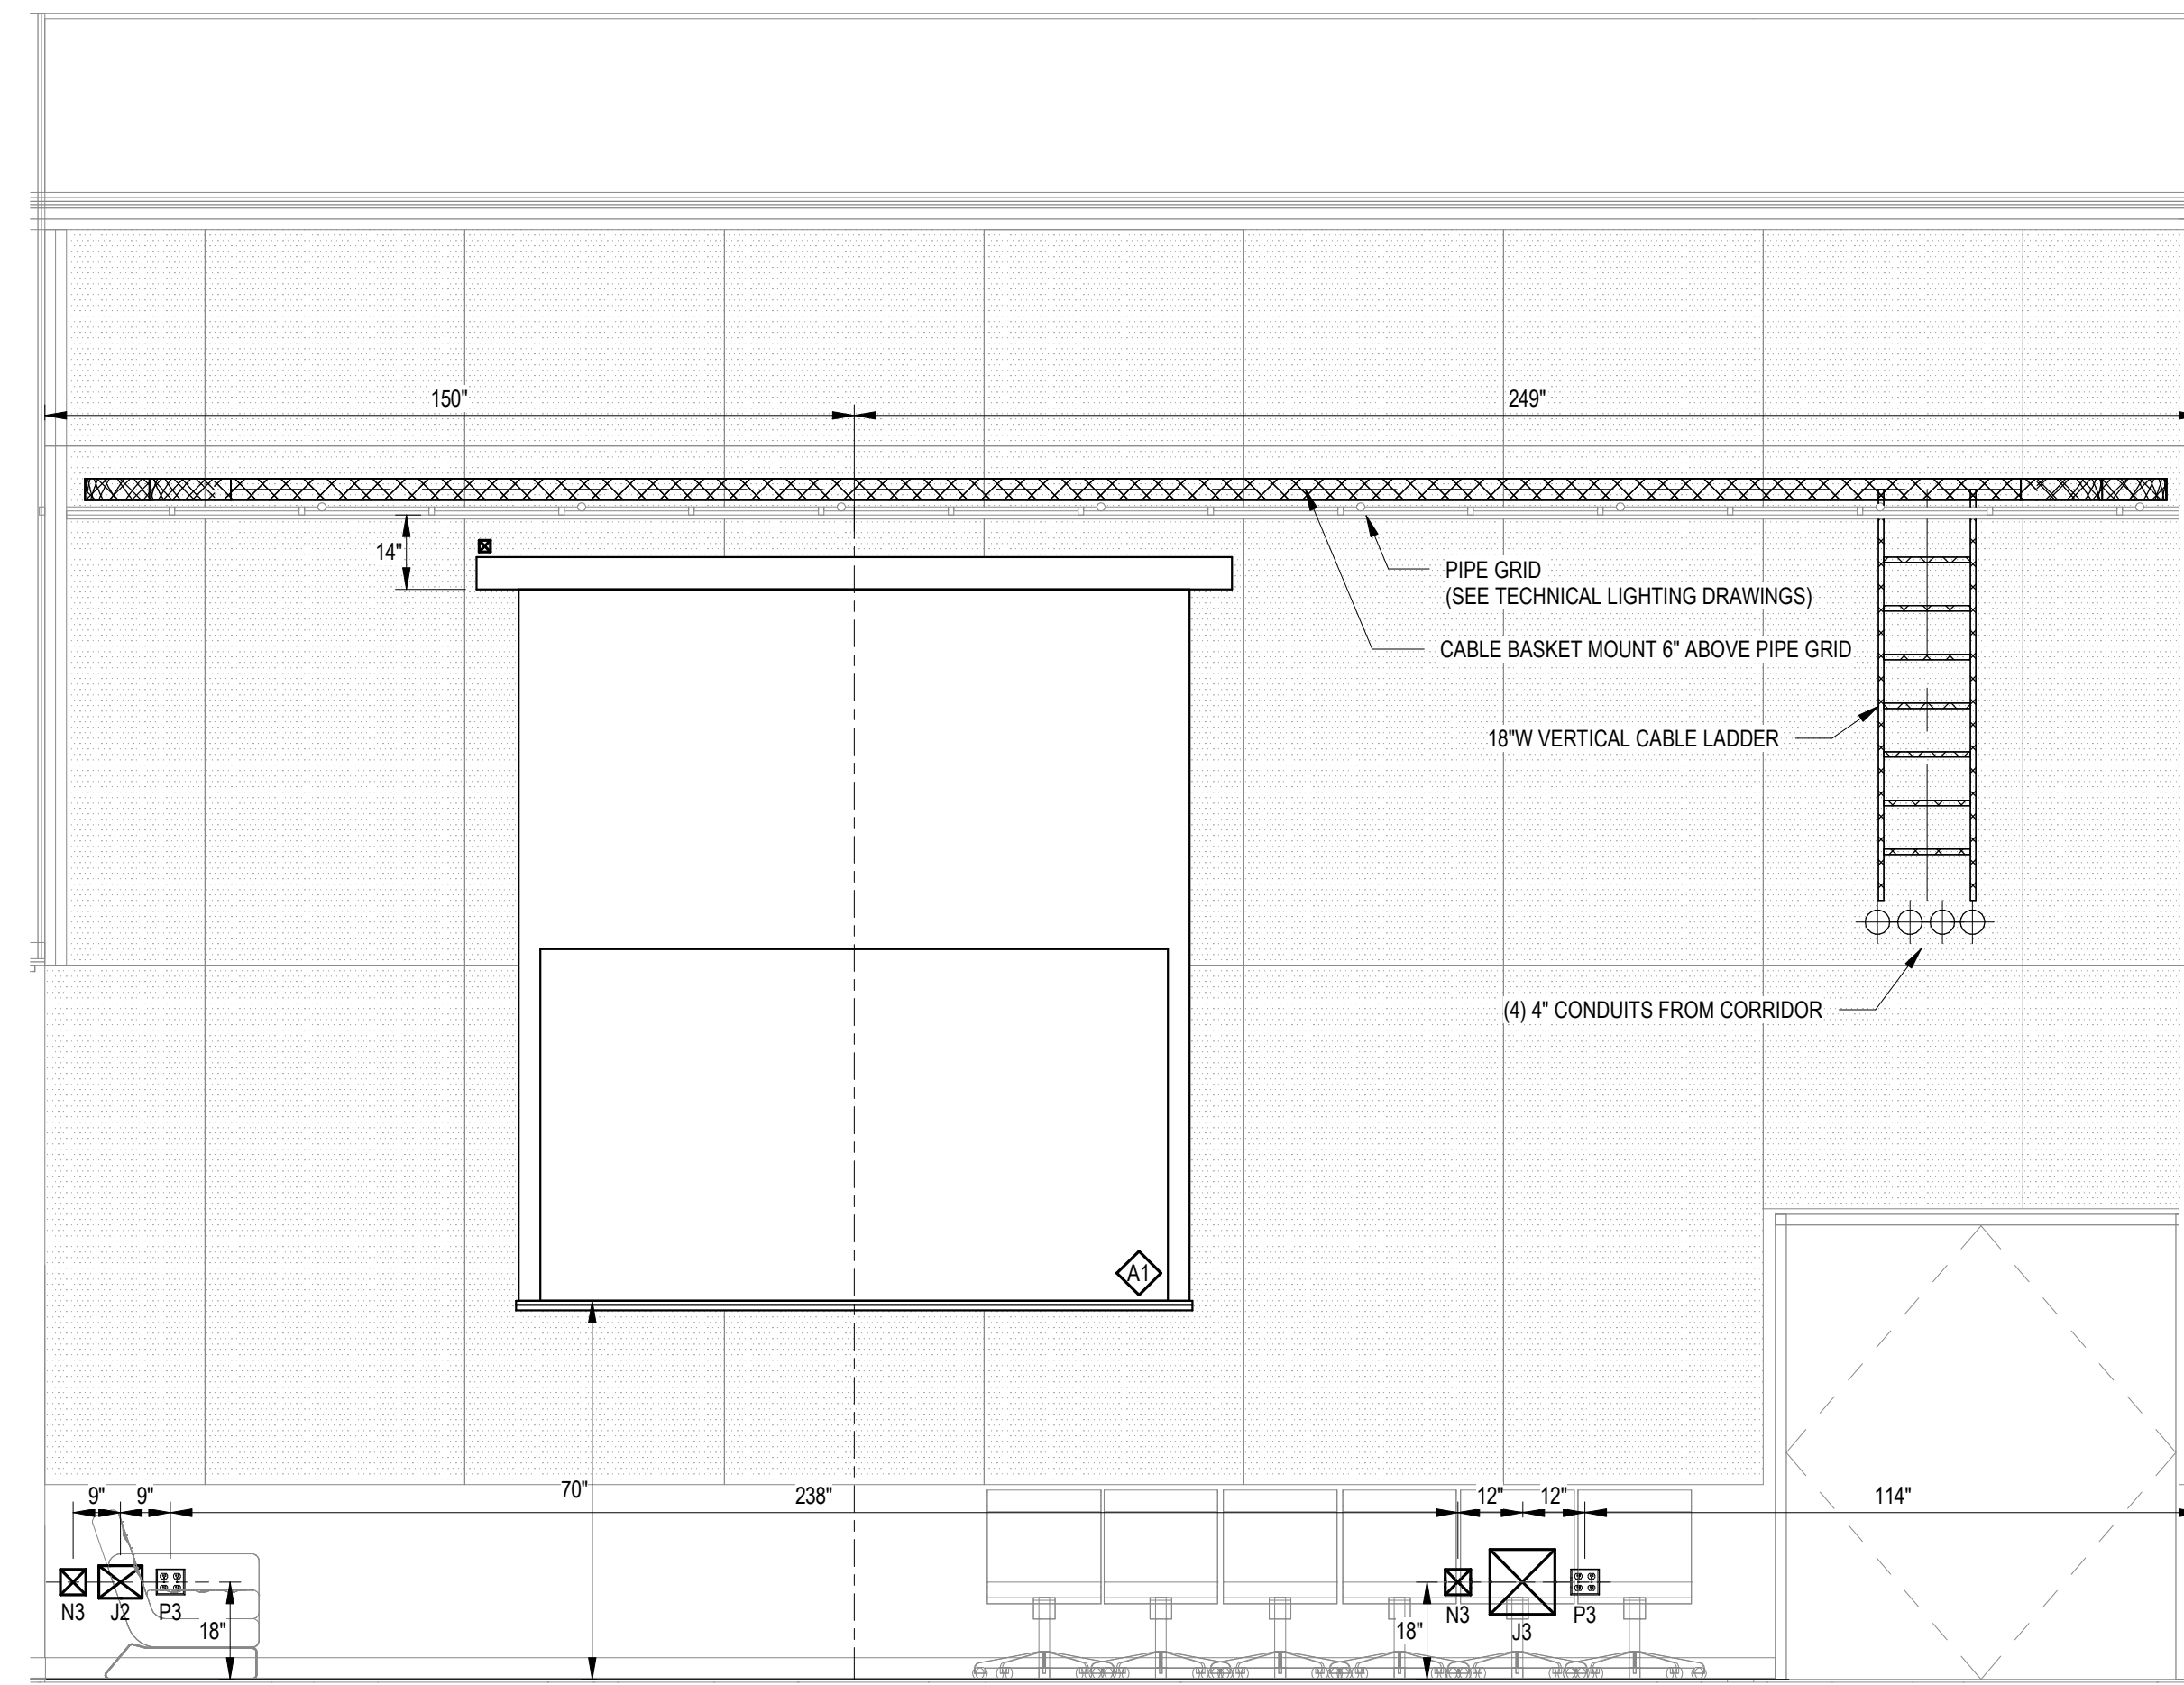 150"
249"
14"
PIPE GRID
(SEE TECHNICAL LIGHTING DRAWINGS)
CABLE BASKET MOUNT 6" ABOVE PIPE GRID
18"W VERTICAL CABLE LADDER
(4) 4" CONDUITS FROM CORRIDOR
A1
9"
9"
70"
238"
12"
12"
114"
N3
J2
P3
18"
N3
J3
P3
18"